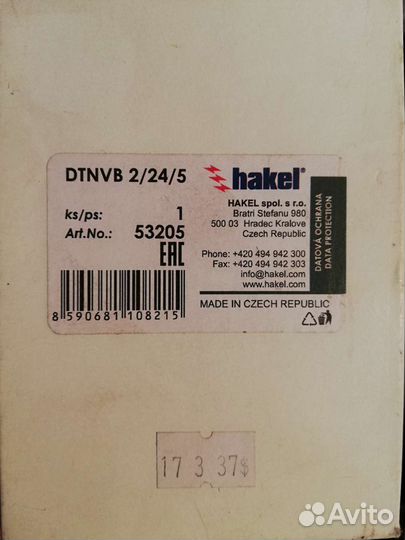 DTNVB 2/24/5
ks/ps: 1
Art.No.: 53205
EAC
8 590681 108215
hakel®
HAKEL spol. s r.o.
Bratri Stefanu 980
500 03 Hradec Kralove
Czech Republic
Phone: +420 494 942 300
Fax: +420 494 942 303
info@hakel.com
www.hakel.com
MADE IN CZECH REPUBLIC
DATOVÁ OCHRANA
DATA PROTECTION
17 3 37$
Avito